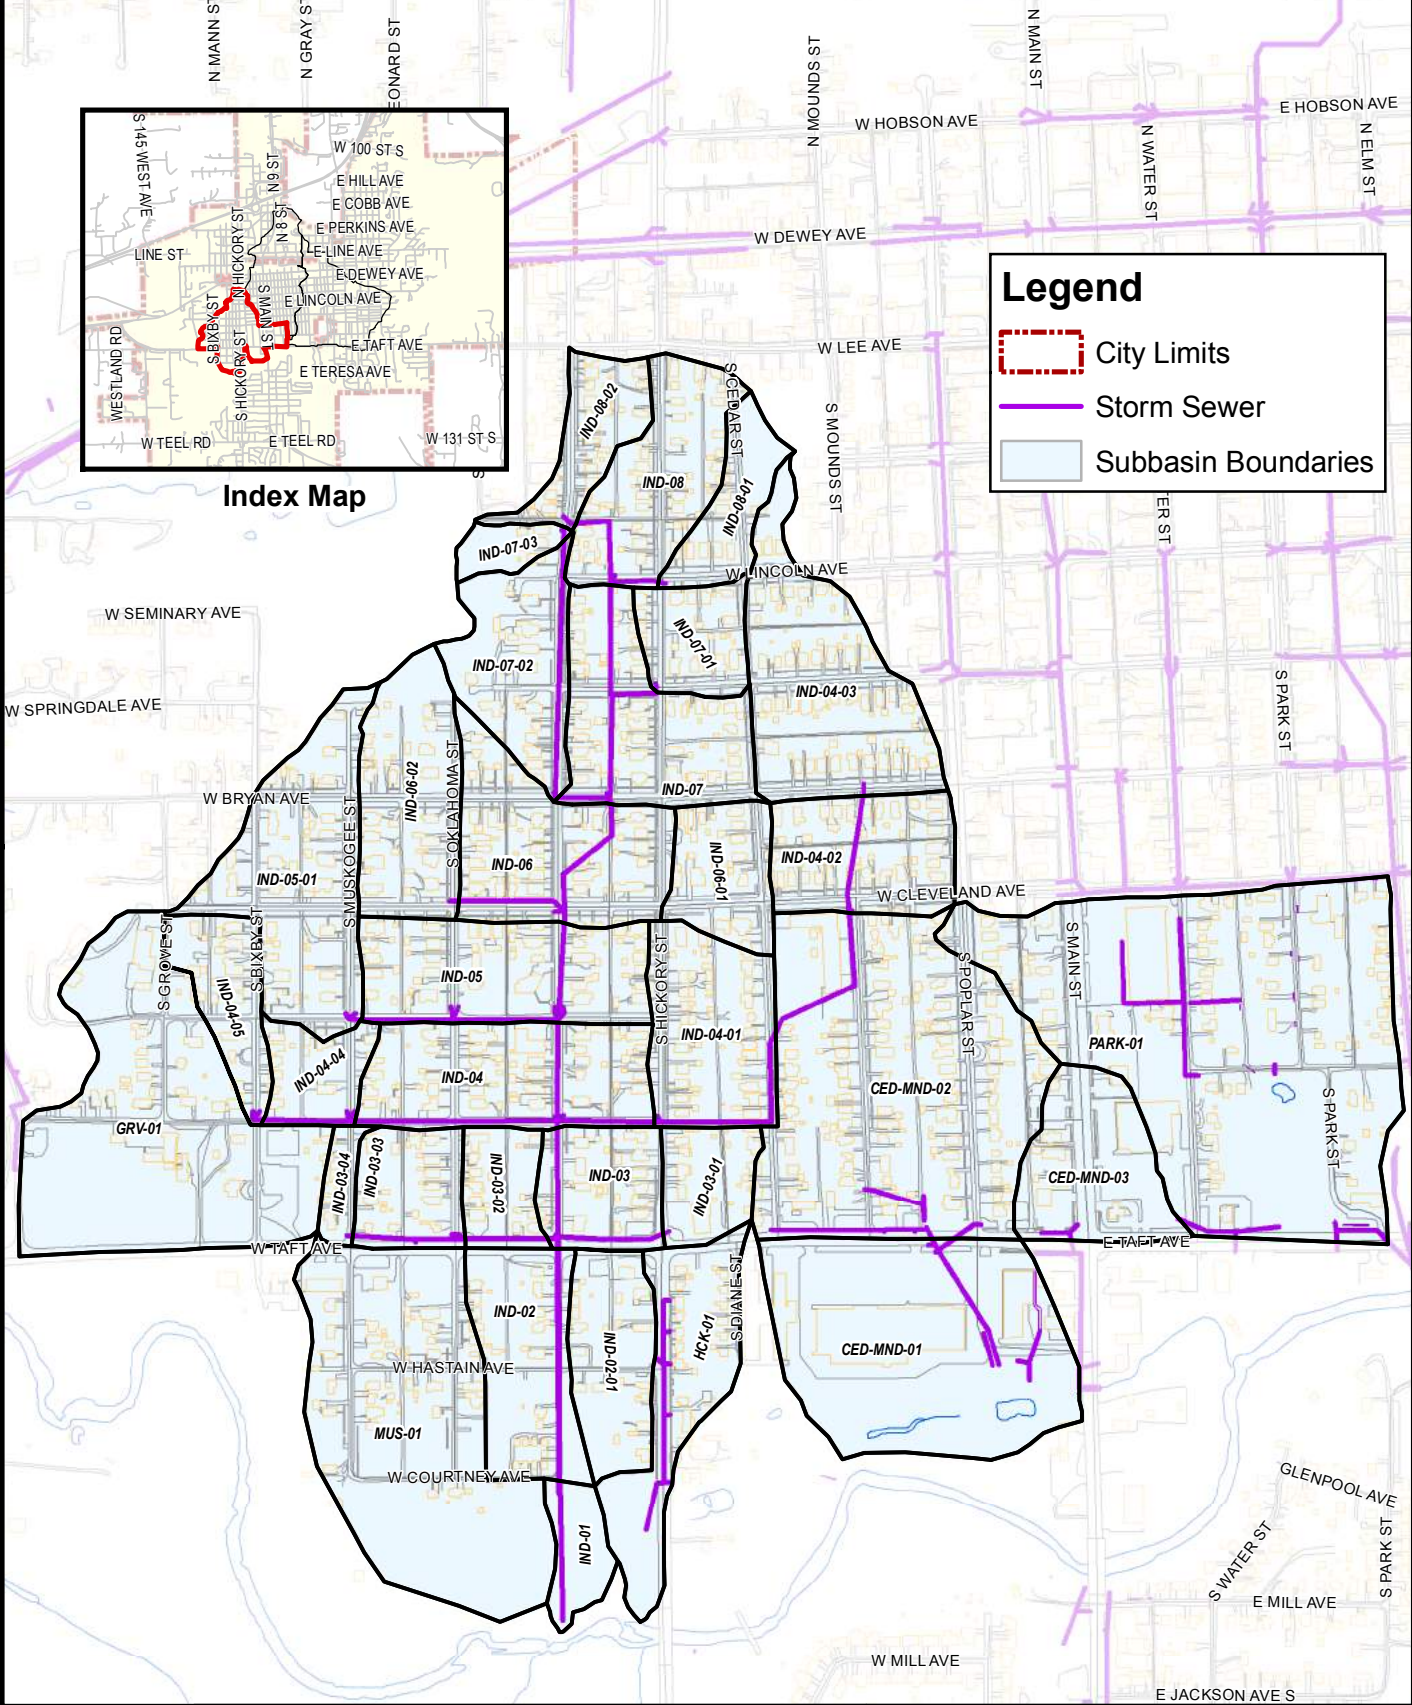 N MANN S
N GRAY S
EONARD ST
N MOUNDS ST
N MAIN ST
W HOBSON AVE
E HOBSON AVE
N WATER ST
N ELM ST
W DEWEY AVE
S 145 WEST AVE
W 100 ST S
N 9 ST
E HILL AVE
E COBB AVE
N 8 ST
E PERKINS AVE
N HICKORY ST
LINE ST
E LINE AVE
E DEWEY AVE
E LINCOLN AVE
S BIXBY ST
S MAIN ST
WESTLAND RD
S HICKORY ST
E TAFT AVE
E TERESA AVE
W TEEL RD
E TEEL RD
W 131 ST S
Index Map
Legend
City Limits
Storm Sewer
Subbasin Boundaries
W LEE AVE
S CEDAR ST
S MOUNDS ST
S
TER ST
IND-08-02
IND-08
IND-08-01
IND-07-03
W LINCOLN AVE
W SEMINARY AVE
IND-07-01
IND-07-02
IND-04-03
S PARK ST
W SPRINGDALE AVE
IND-06-02
S OKLAHOMA ST
IND-07
W BRYAN AVE
S MUSKOGEE ST
IND-06
IND-06-01
IND-04-02
IND-05-01
W CLEVELAND AVE
S GROVE ST
S BIXBY ST
IND-05
S HICKORY ST
S POPLAR ST
S MAIN ST
IND-04-05
IND-04-01
PARK-01
IND-04-04
IND-04
CED-MND-02
S PARK ST
GRV-01
IND-03-04
IND-03-03
IND-03-02
IND-03
IND-03-01
CED-MND-03
W TAFT AVE
E TAFT AVE
S DIANE ST
IND-02
IND-02-01
HCK-01
CED-MND-01
W HASTAIN AVE
MUS-01
W COURTNEY AVE
GLENPOOL AVE
IND-01
S WATER ST
S PARK ST
E MILL AVE
W MILL AVE
E JACKSON AVE S